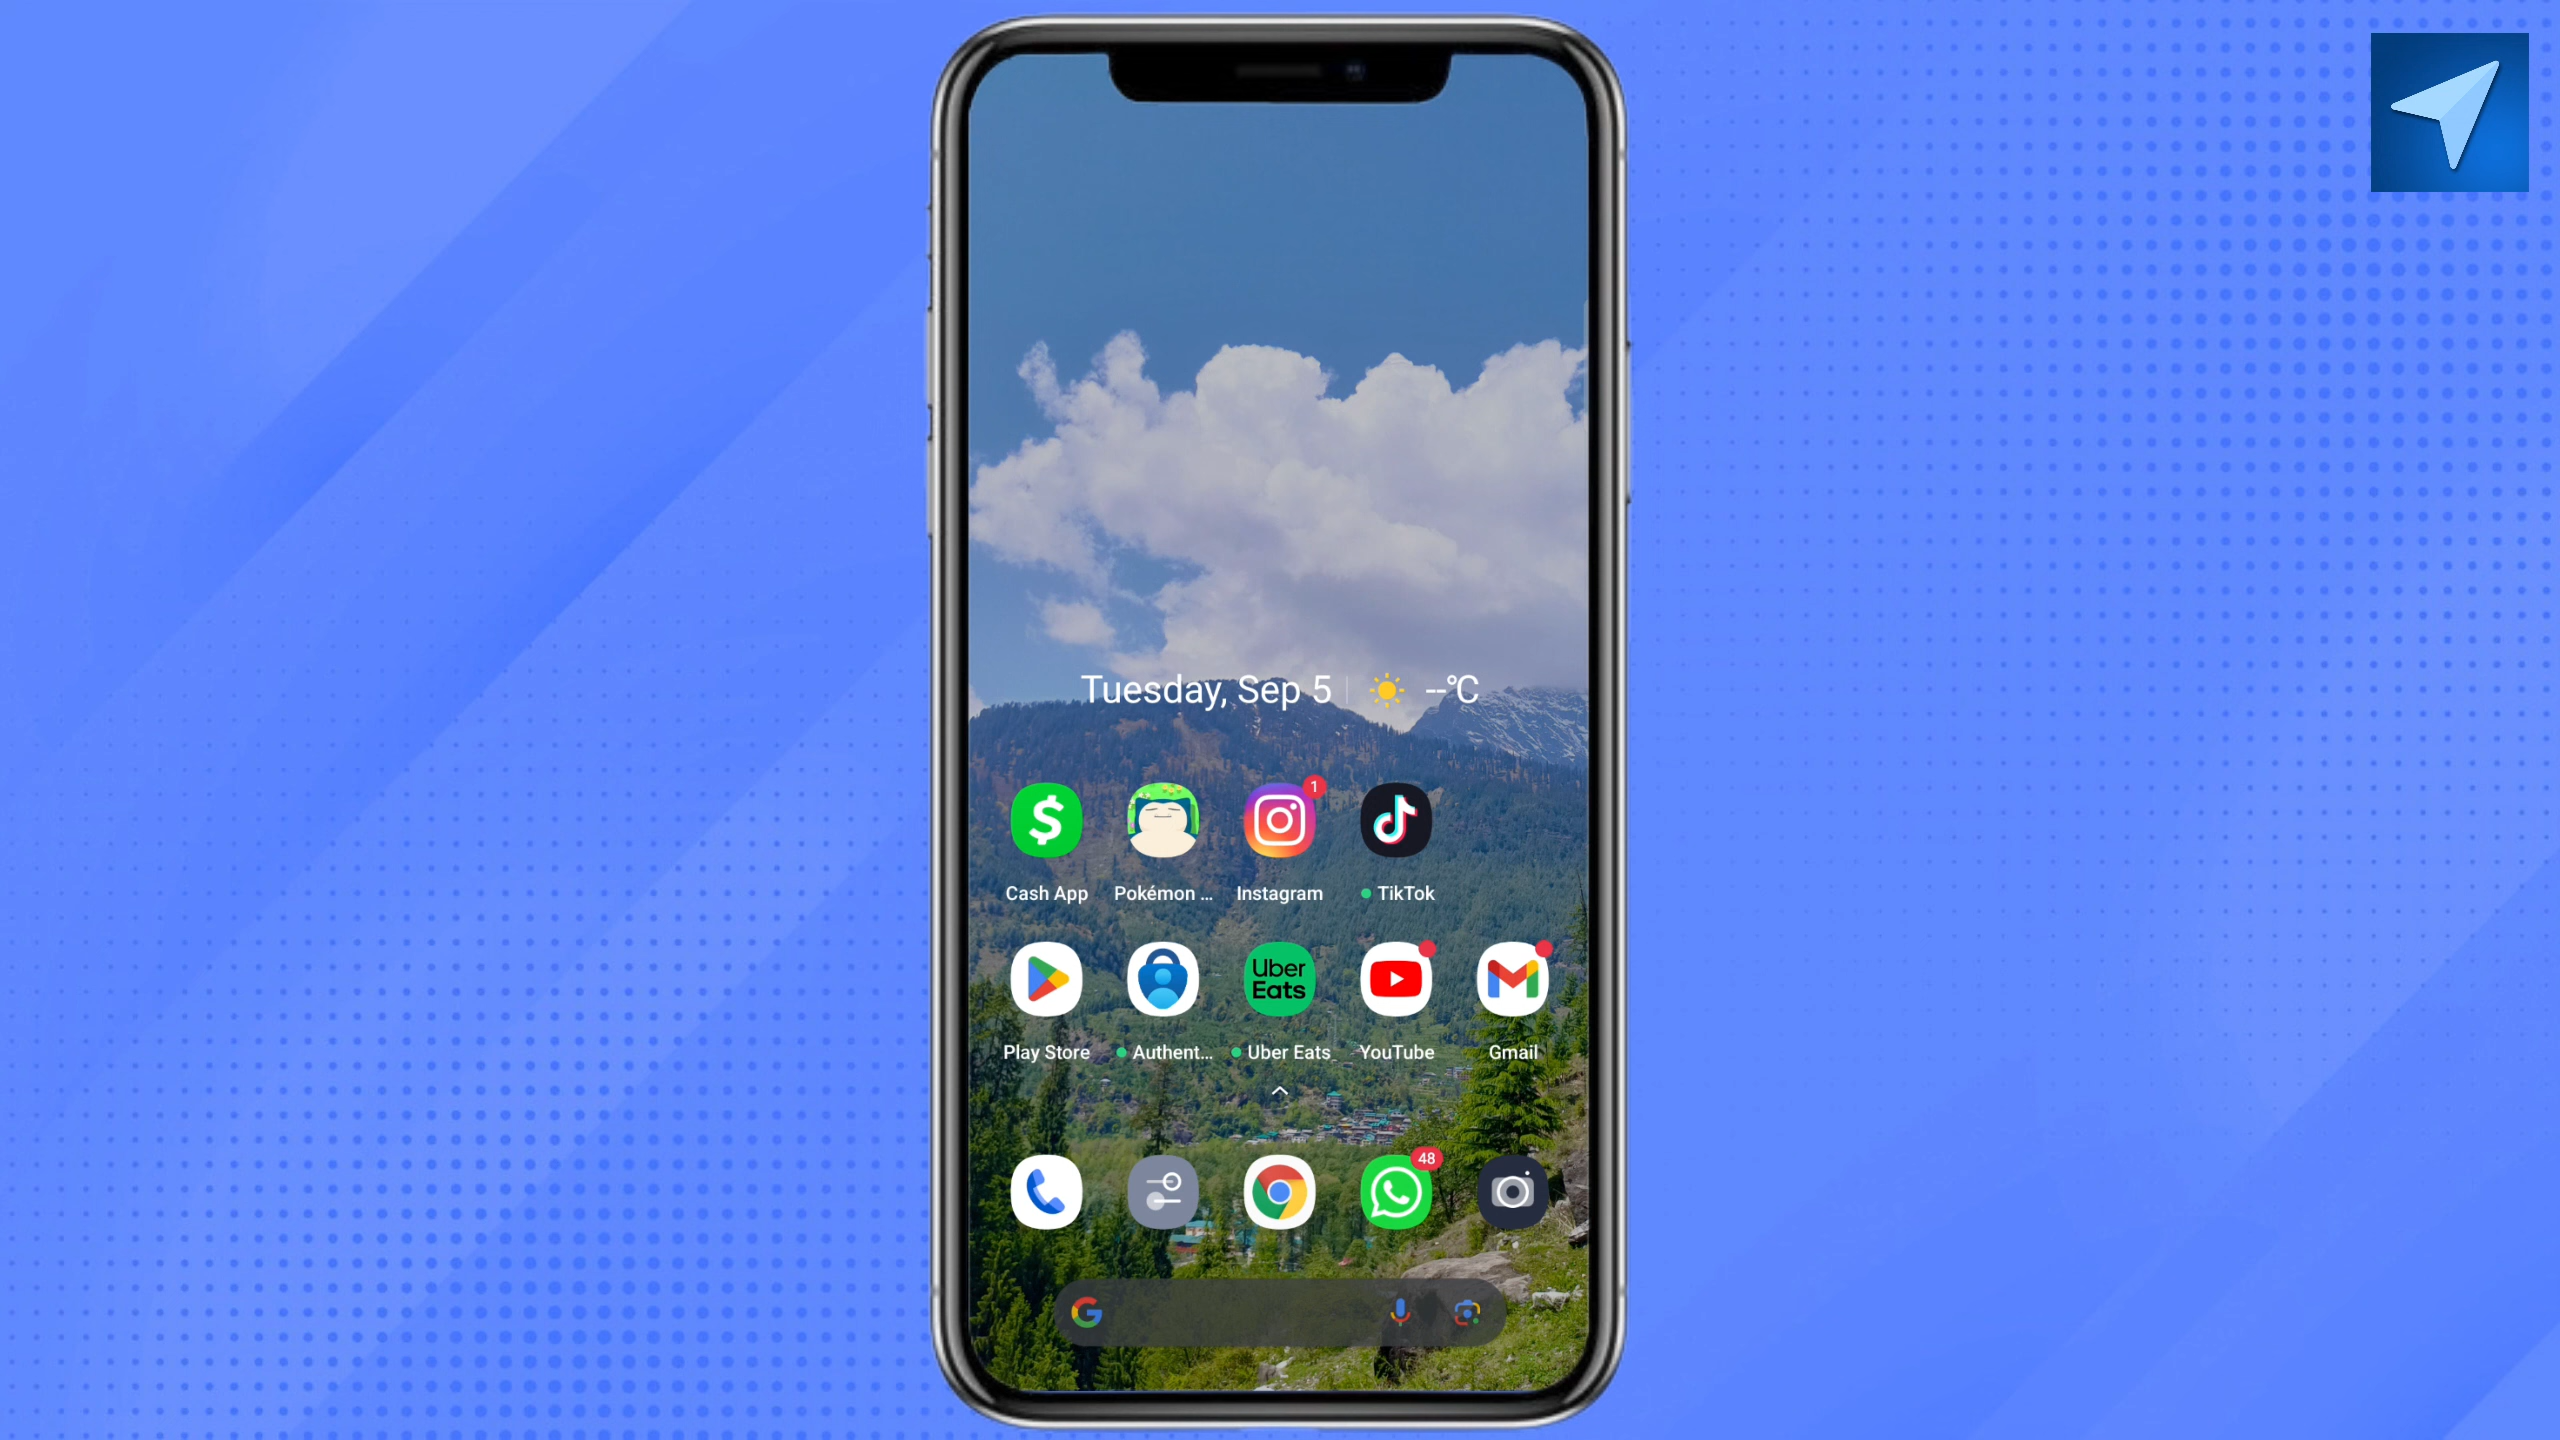 Tuesday, Sep 5 | --°C
1
Cash App Pokémon ... Instagram TikTok
Uber Eats
Play Store Authent... Uber Eats YouTube Gmail
48